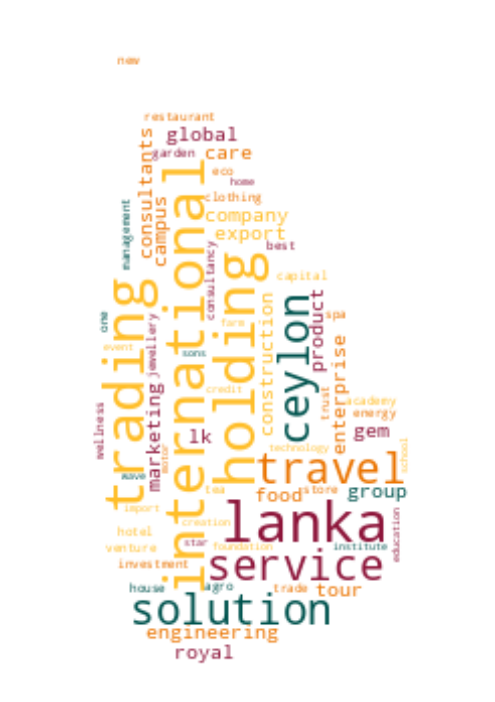 new
restaurant
global
consultants
garden
care
eco
home
international
campus
clothing
management
company
export
consultancy
best
holding
capital
trading
ceylon
product
construction
one
jewellery
spa
farm
enterprise
event
sons
marketing
credit
trust
academy
energy
wellness
lk
gem
motor
technology
school
travel
wave
tea
food
store
group
lanka
import
creation
education
hotel
star
foundation
institute
venture
service
investment
house
agro
trade
tour
solution
engineering
royal